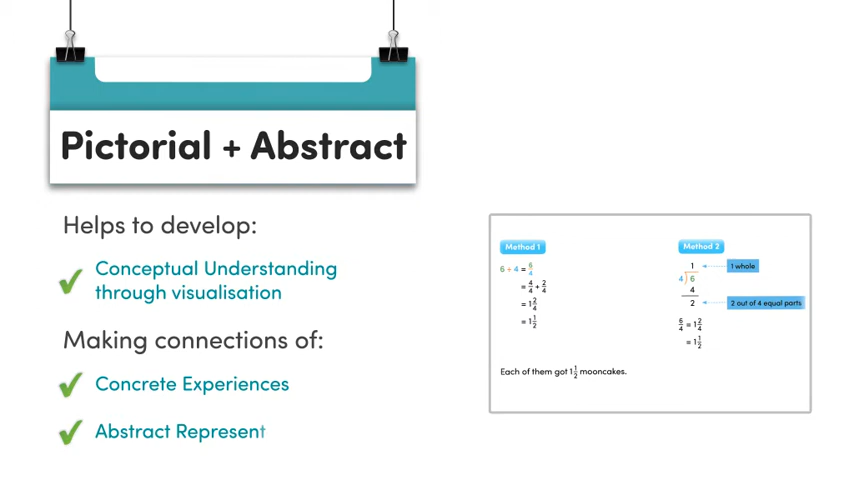 Pictorial + Abstract
Helps to develop:
Conceptual Understanding
through visualisation
Making connections of:
Concrete Experiences
Abstract Represent
Method 1
6 ÷ 4 = 6/4
= 4/4 + 2/4
= 1 2/4
= 1 1/2
Method 2
1
1 whole
4 6
4
2
2 out of 4 equal parts
6/4 = 1 2/4
= 1 1/2
Each of them got 1 1/2 mooncakes.